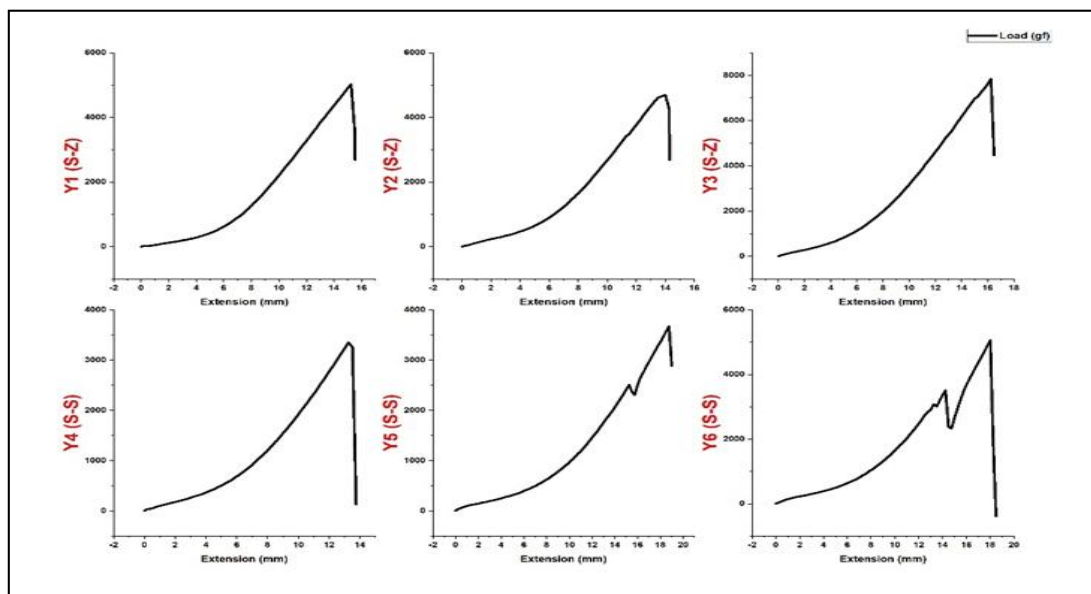 Load (gf)
Y1 (S-Z)
6000
4000
2000
0
-2 0 2 4 6 8 10 12 14 16
Extension (mm)
Y2 (S-Z)
6000
4000
2000
0
-2 0 2 4 6 8 10 12 14 16
Extension (mm)
Y3 (S-Z)
8000
6000
4000
2000
0
-2 0 2 4 6 8 10 12 14 16 18
Extension (mm)
Y4 (S-S)
4000
3000
2000
1000
0
-2 0 2 4 6 8 10 12 14
Extension (mm)
Y5 (S-S)
4000
3000
2000
1000
0
-2 0 2 4 6 8 10 12 14 16 18 20
Extension (mm)
Y6 (S-S)
6000
4000
2000
0
-2 0 2 4 6 8 10 12 14 16 18 20
Extension (mm)